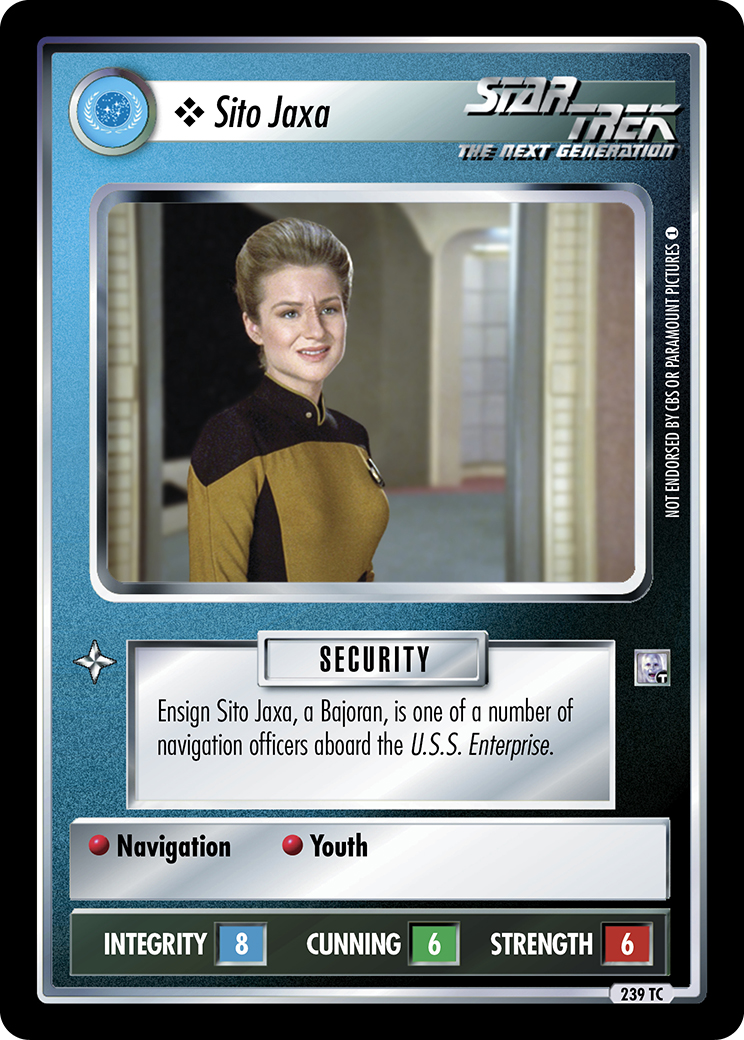 ❖ Sito Jaxa
STAR TREK
THE NEXT GENERATION
NOT ENDORSED BY CBS OR PARAMOUNT PICTURES T
SECURITY
T
Ensign Sito Jaxa, a Bajoran, is one of a number of
navigation officers aboard the U.S.S. Enterprise.
Navigation Youth
INTEGRITY 8 CUNNING 6 STRENGTH 6
239 TC